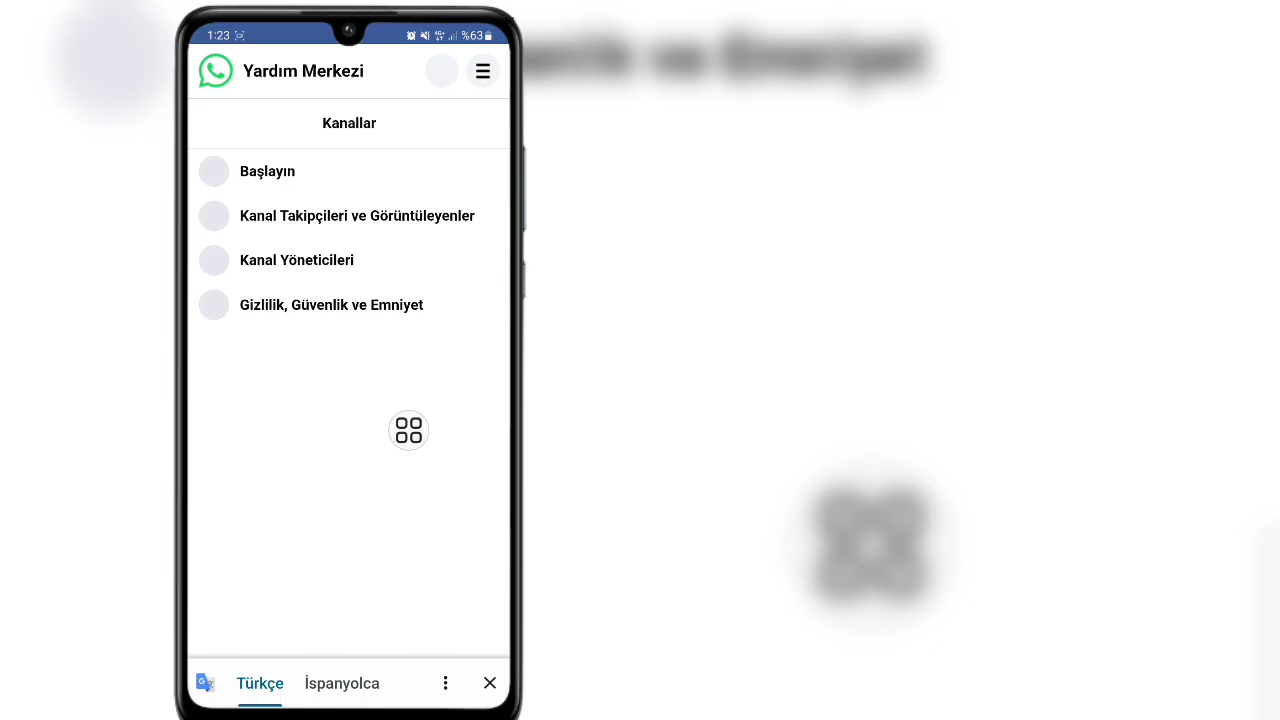 1:23
%63
Yardım Merkezi
Kanallar
Başlayın
Kanal Takipçileri ve Görüntüleyenler
Kanal Yöneticileri
Gizlilik, Güvenlik ve Emniyet
Türkçe İspanyolca